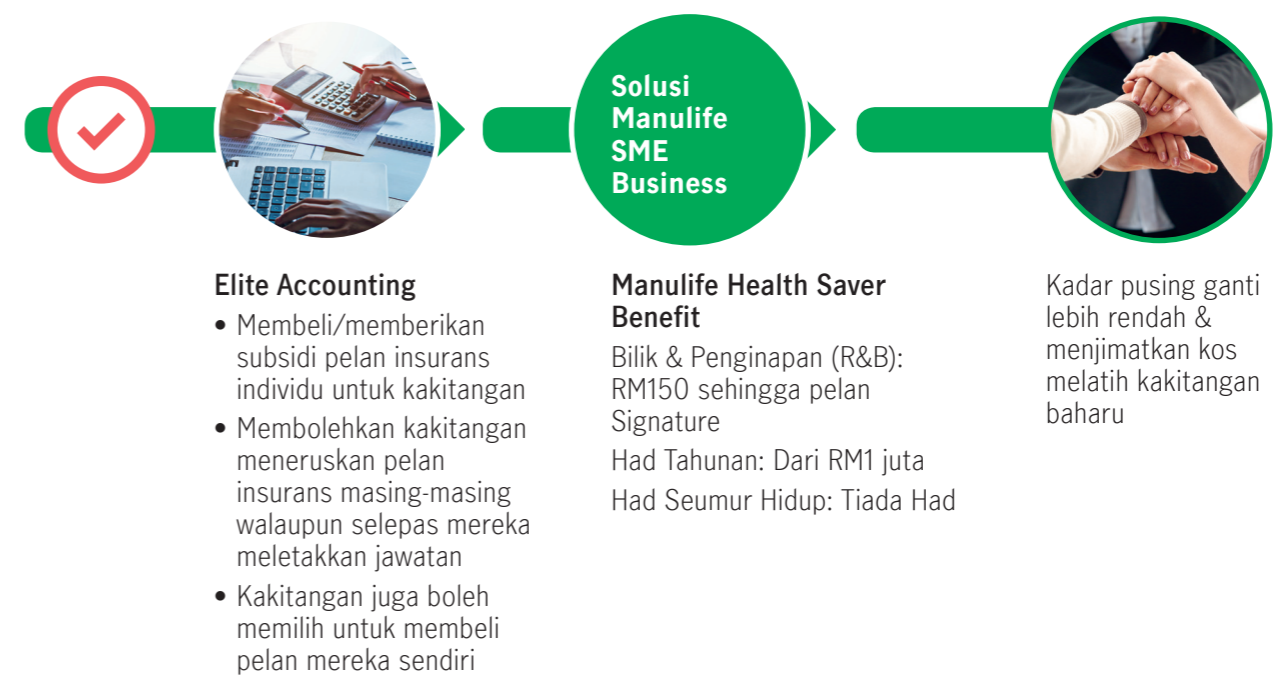 Solusi
Manulife
SME
Business
Elite Accounting
• Membeli/memberikan
subsidi pelan insurans
individu untuk kakitangan
• Membolehkan kakitangan
meneruskan pelan
insurans masing-masing
walaupun selepas mereka
meletakkan jawatan
• Kakitangan juga boleh
memilih untuk membeli
pelan mereka sendiri
Manulife Health Saver
Benefit
Bilik & Penginapan (R&B):
RM150 sehingga pelan
Signature
Had Tahunan: Dari RM1 juta
Had Seumur Hidup: Tiada Had
Kadar pusing ganti
lebih rendah &
menjimatkan kos
melatih kakitangan
baharu